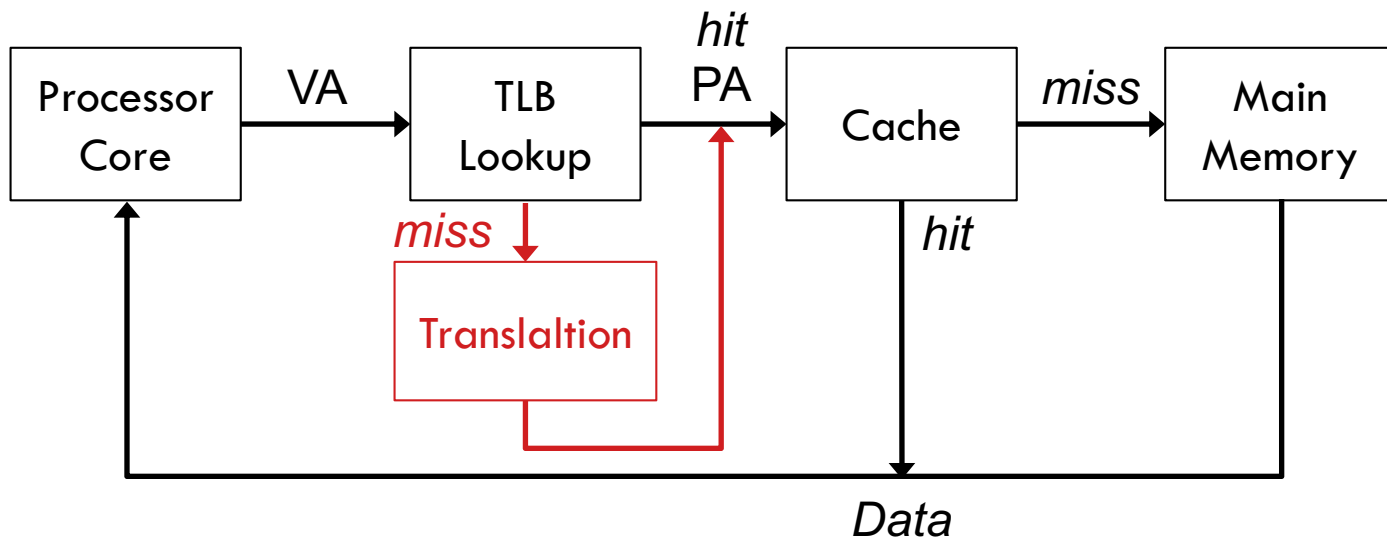 Processor
Core
VA
TLB
Lookup
hit
PA
Cache
miss
Main
Memory
miss
hit
Translaltion
Data